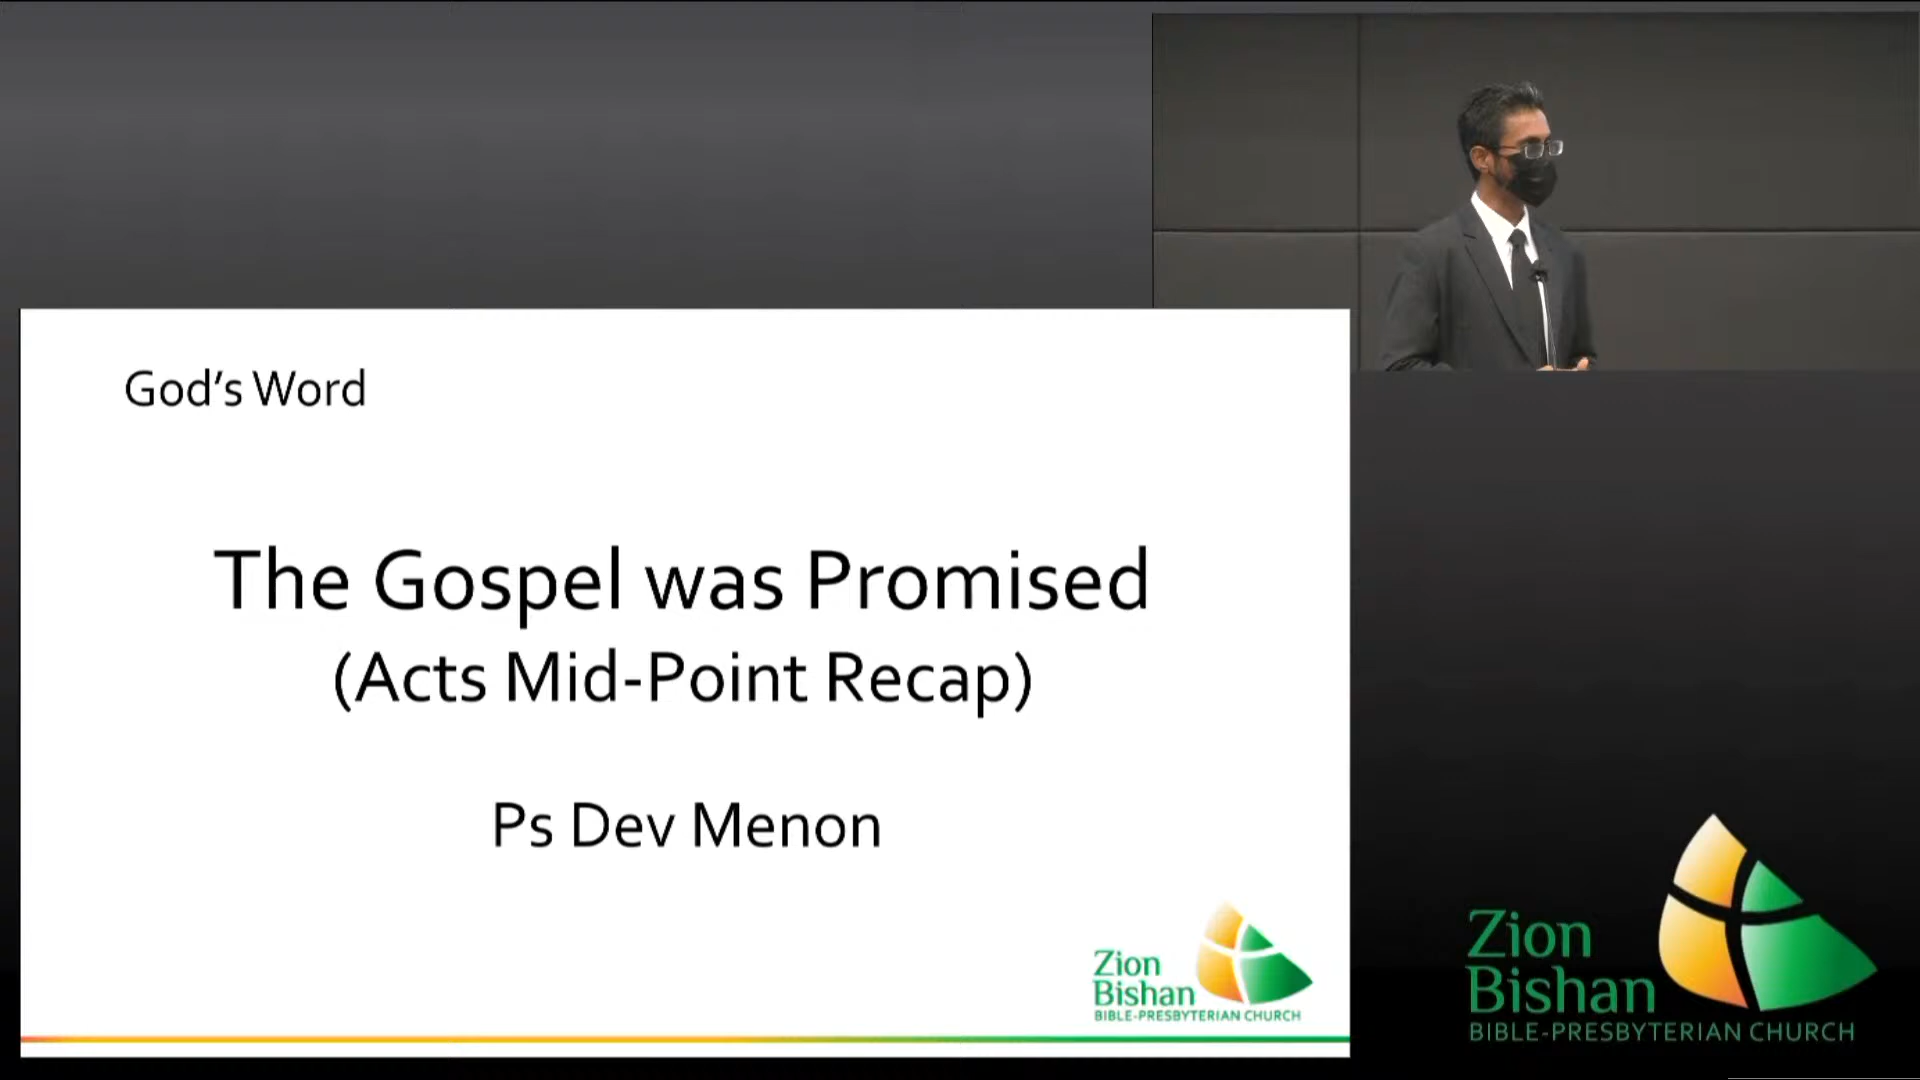 God's Word
The Gospel was Promised
(Acts Mid-Point Recap)
Ps Dev Menon
Zion
Bishan
BIBLE-PRESBYTERIAN CHURCH
Zion
Bishan
BIBLE-PRESBYTERIAN CHURCH